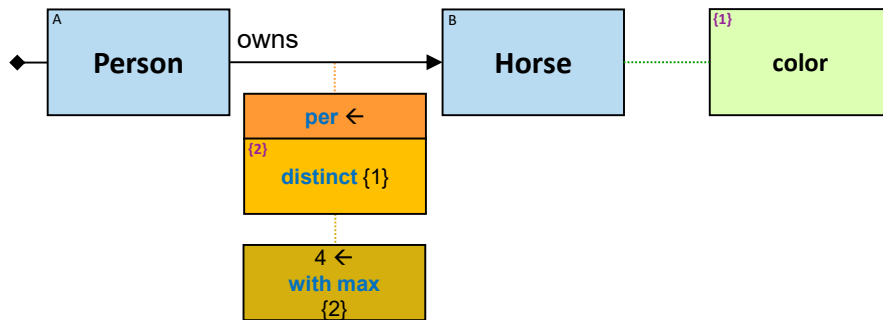 A
Person
owns
B
Horse
{1}
color
per ←
{2}
distinct {1}
4 ←
with max
{2}